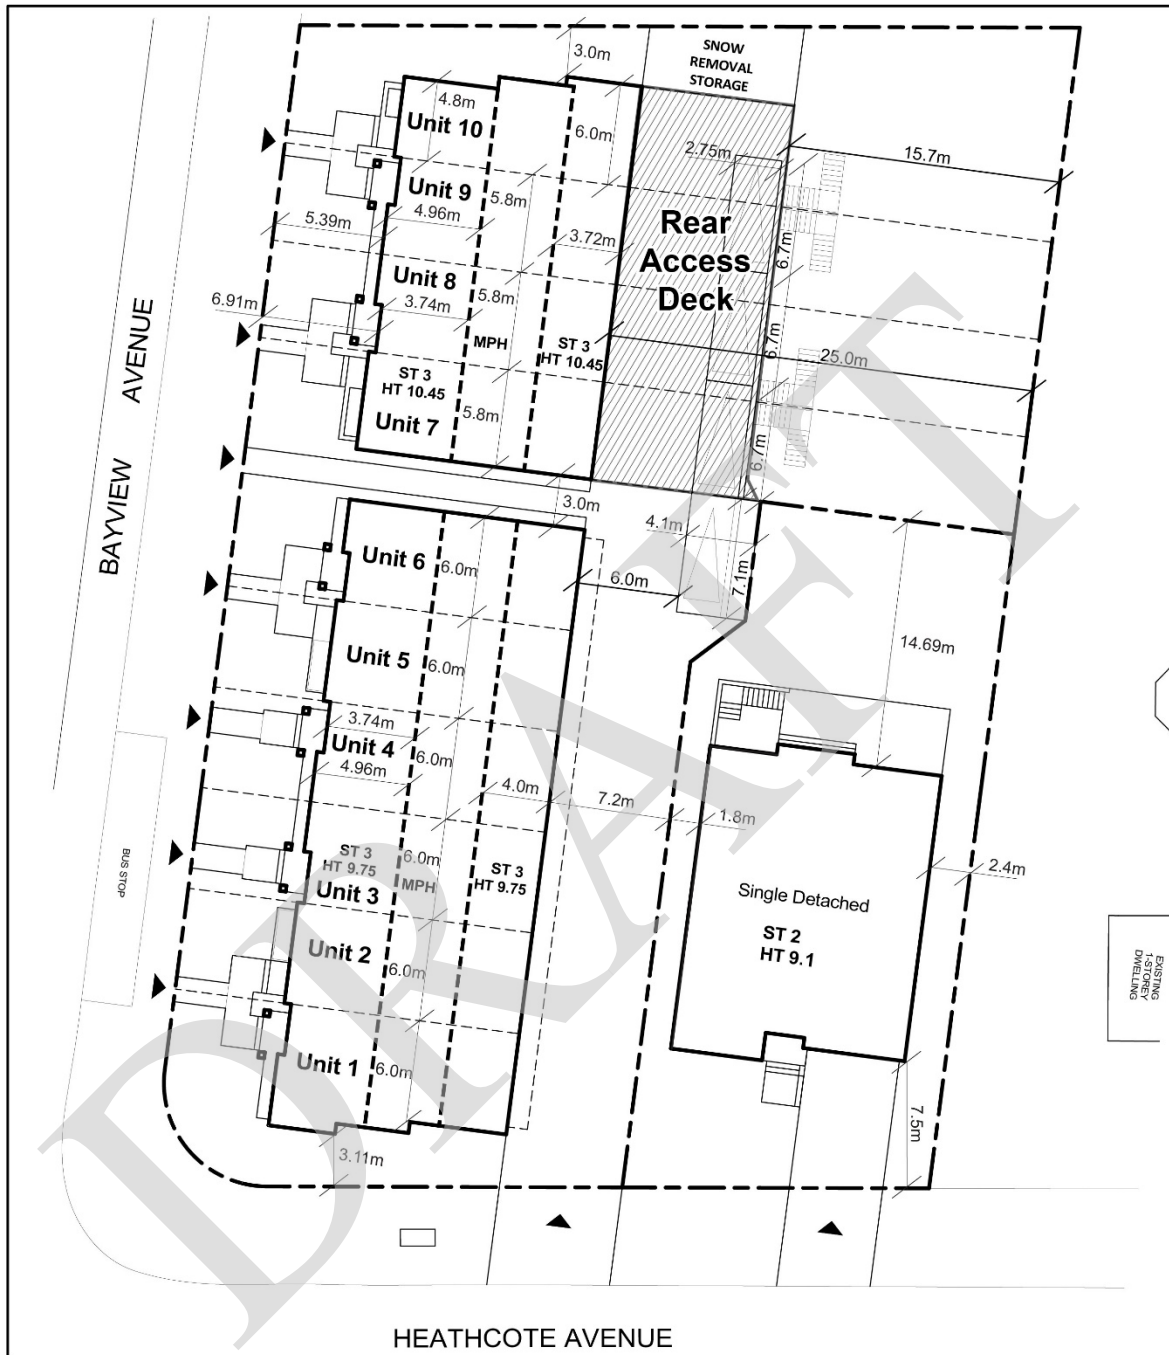 SNOW
REMOVAL
STORAGE
3.0m
4.8m
Unit 10
6.0m
2.75m
15.7m
Unit 9
5.8m
4.96m
5.39m
3.72m
Rear
Access
Deck
6.7m
Unit 8
5.8m
3.74m
6.91m
MPH
ST 3
HT 10.45
6.7m
25.0m
ST 3
HT 10.45
5.8m
Unit 7
6.7m
BAYVIEW AVENUE
3.0m
4.1m
Unit 6
6.0m
6.0m
7.1m
14.69m
Unit 5
6.0m
3.74m
Unit 4
6.0m
4.96m
4.0m
7.2m
1.8m
BUS STOP
ST 3
HT 9.75
6.0m
MPH
ST 3
HT 9.75
2.4m
Unit 3
Single Detached
ST 2
HT 9.1
Unit 2
6.0m
EXISTING
1-STOREY
DWELLING
Unit 1
6.0m
7.5m
3.11m
DRAFT
HEATHCOTE AVENUE